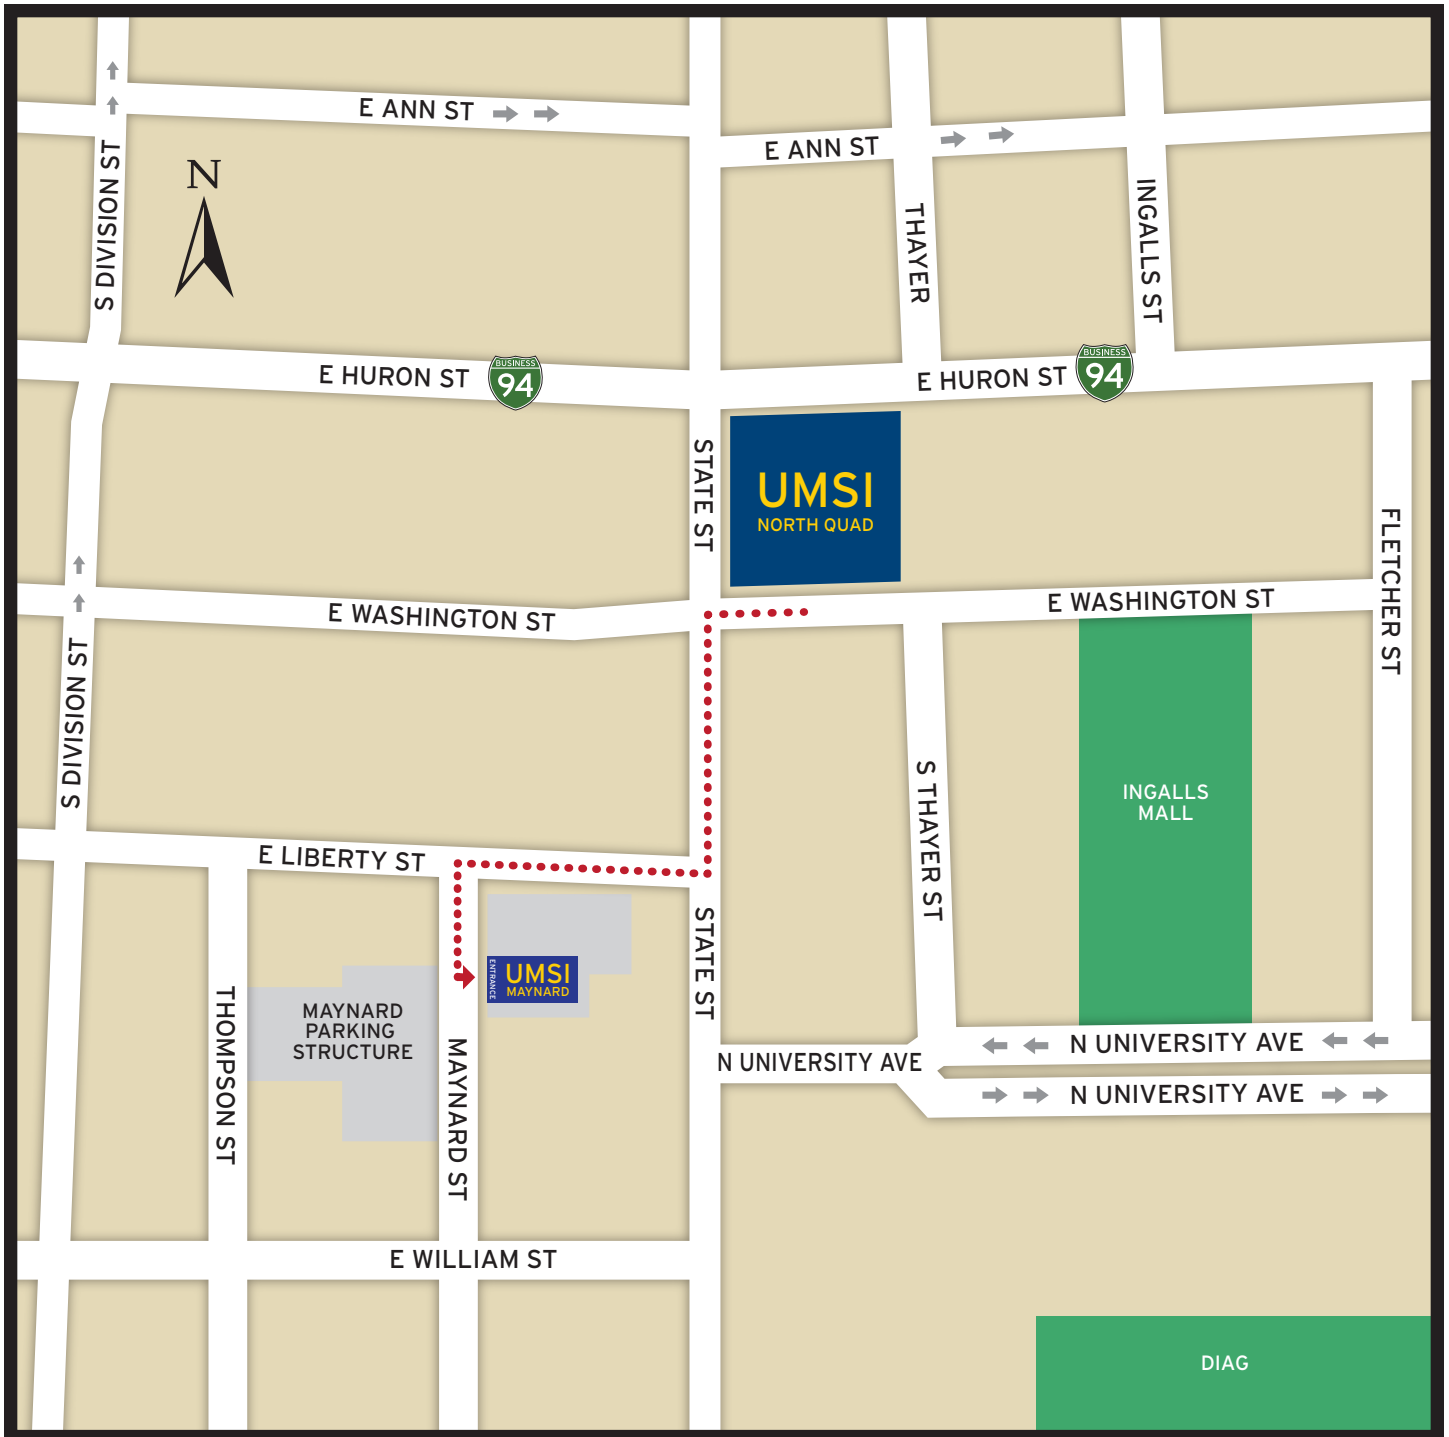 E ANN ST
E ANN ST
S DIVISION ST
N
THAYER
INGALLS ST
E HURON ST
BUSINESS
94
E HURON ST
BUSINESS
94
STATE ST
UMSI
NORTH QUAD
FLETCHER ST
E WASHINGTON ST
E WASHINGTON ST
S DIVISION ST
S THAYER ST
INGALLS
MALL
E LIBERTY ST
STATE ST
ENTRANCE
UMSI
MAYNARD
THOMPSON ST
MAYNARD
PARKING
STRUCTURE
MAYNARD ST
N UNIVERSITY AVE
N UNIVERSITY AVE
N UNIVERSITY AVE
E WILLIAM ST
DIAG